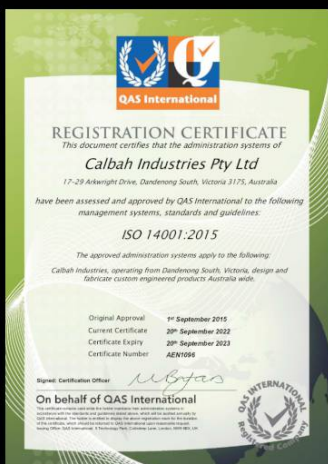 QAS International
REGISTRATION CERTIFICATE
This document certifies that the administration systems of
Calbah Industries Pty Ltd
17-29 Arkwright Drive, Dandenong South, Victoria 3175, Australia
have been assessed and approved by QAS International to the following
management systems, standards and guidelines:
ISO 14001:2015
The approved administration systems apply to the following:
Calbah Industries, operating from Dandenong South, Victoria, design and
fabricate custom engineered products Australia wide.
Original Approval 1st September 2015
Current Certificate 20th September 2022
Certificate Expiry 20th September 2023
Certificate Number AEN1096
Signed: Certification Officer
On behalf of QAS International